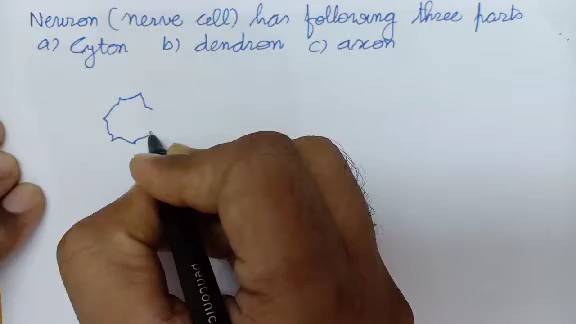 Neuron (nerve cell) has following three parts
a) Cyton b) dendron c) axon